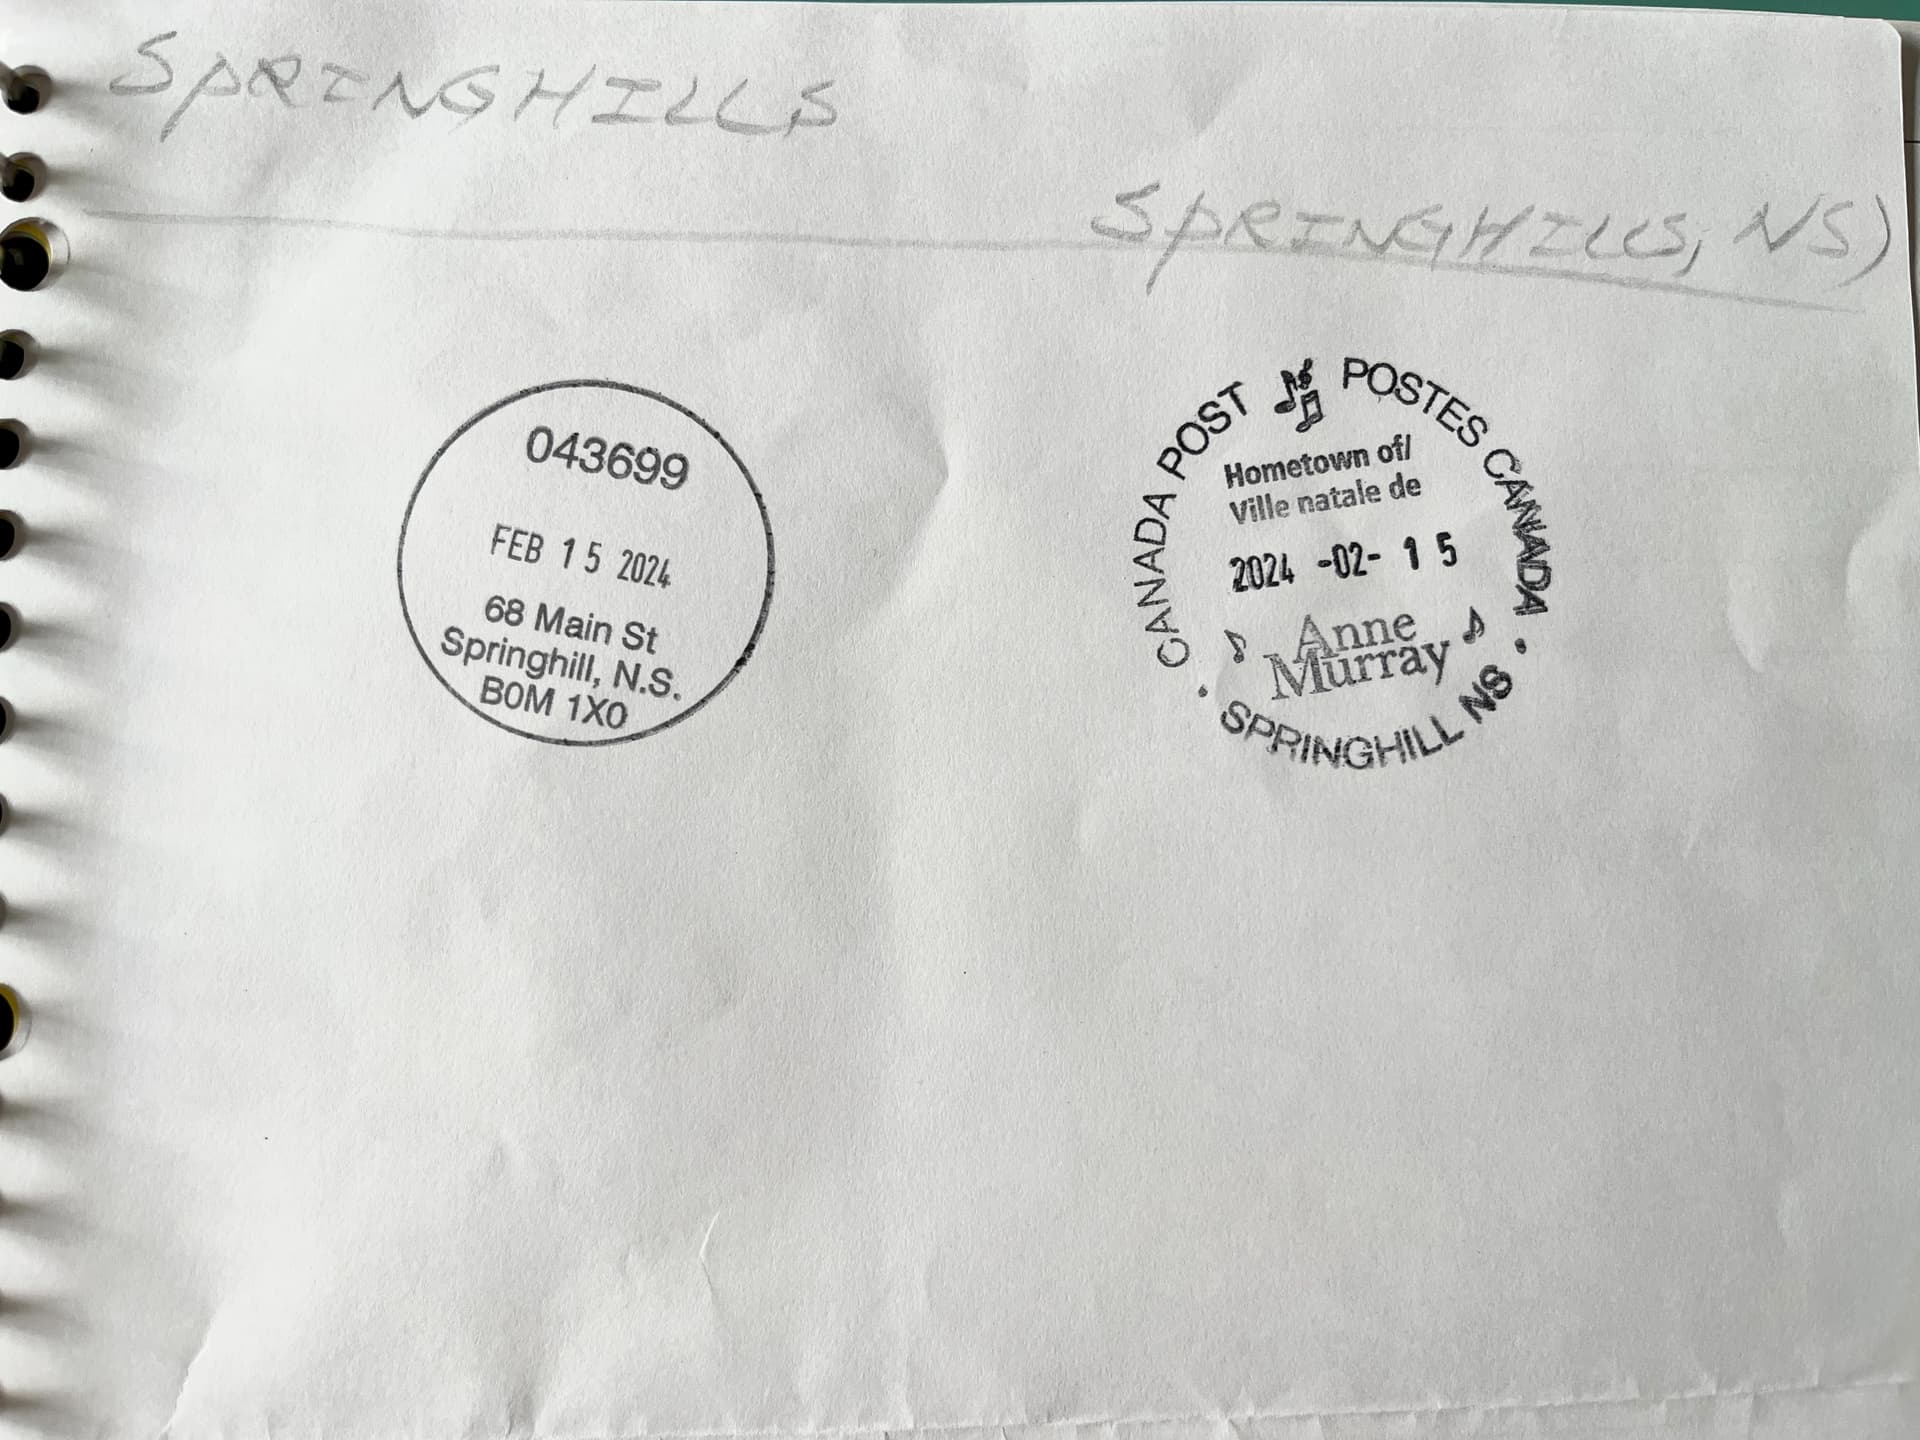 SPRINGHILLS
SPRINGHILLS, NS)
043699
FEB 15 2024
68 Main St
Springhill, N.S.
B0M 1X0
CANADA POST POSTES CANADA
Hometown of/
Ville natale de
2024 -02- 15
Anne
Murray
• SPRINGHILL NS •